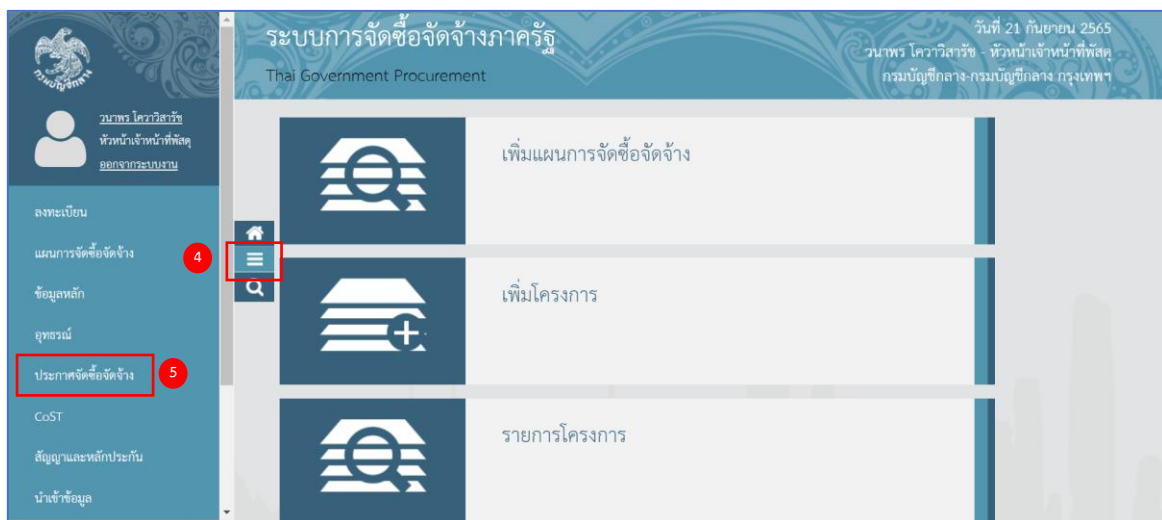 ระบบการจัดซื้อจัดจ้างภาครัฐ
Thai Government Procurement
วันที่ 21 กันยายน 2565
วนาพร โควาวิสารัช - หัวหน้าเจ้าหน้าที่พัสดุ
กรมบัญชีกลาง-กรมบัญชีกลาง กรุงเทพฯ
กรมบัญชีกลาง
วนาพร โควาวิสารัช
หัวหน้าเจ้าหน้าที่พัสดุ
ออกจากระบบงาน
ลงทะเบียน
แผนการจัดซื้อจัดจ้าง
ข้อมูลหลัก
อุทธรณ์
ประกาศจัดซื้อจัดจ้าง
5
CoST
สัญญาและหลักประกัน
นำเข้าข้อมูล
4
เพิ่มแผนการจัดซื้อจัดจ้าง
เพิ่มโครงการ
รายการโครงการ